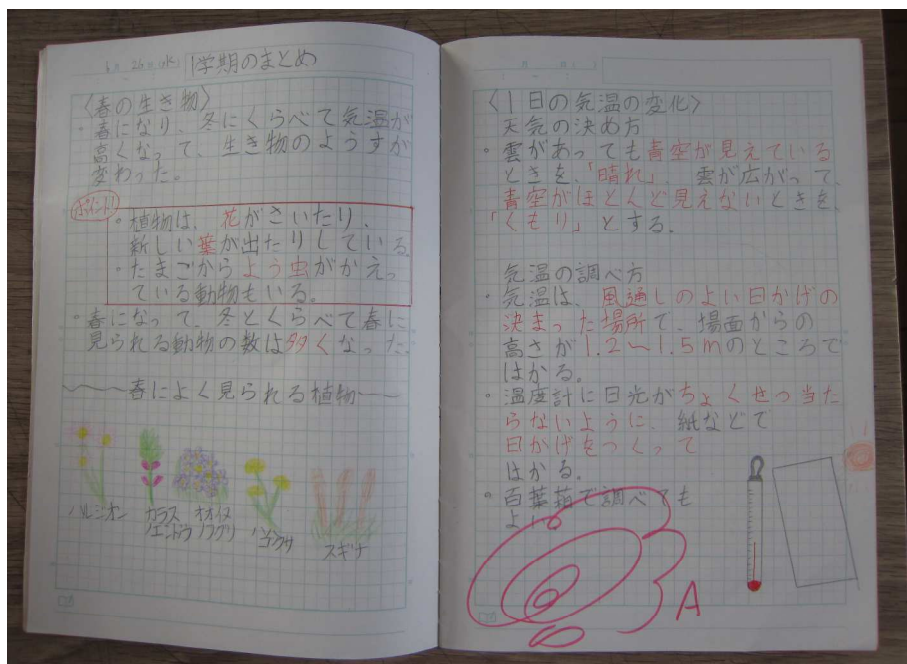 6月 26日(水) 1学期のまとめ
〈春の生き物〉
・春になり、冬にくらべて気温が
高くなって、生き物のようすが
変わった。
ポイント!
・植物は、花がさいたり、
新しい葉が出たりしている。
・たまごからよう虫がかえっ
ている動物もいる。
・春になって、冬とくらべて春に
見られる動物の数は多くなった。
〜〜春によく見られる植物〜〜
ハルジオン
カラス
ノエンドウ
オオイヌ
ノフグリ
ハハコグサ
スギナ
〈1日の気温の変化〉
天気の決め方
・雲があっても青空が見えている
ときを、「晴れ」、雲が広がって、
青空がほとんど見えないときを、
「くもり」とする。
気温の調べ方
・気温は、風通しのよい日かげの
決まった場所で、場面からの
高さが1.2〜1.5mのところで
はかる。
・温度計に日光がちょくせつ当た
らないように、紙などで
日かげをつくって
はかる。
・百葉箱で調べても
よい
A